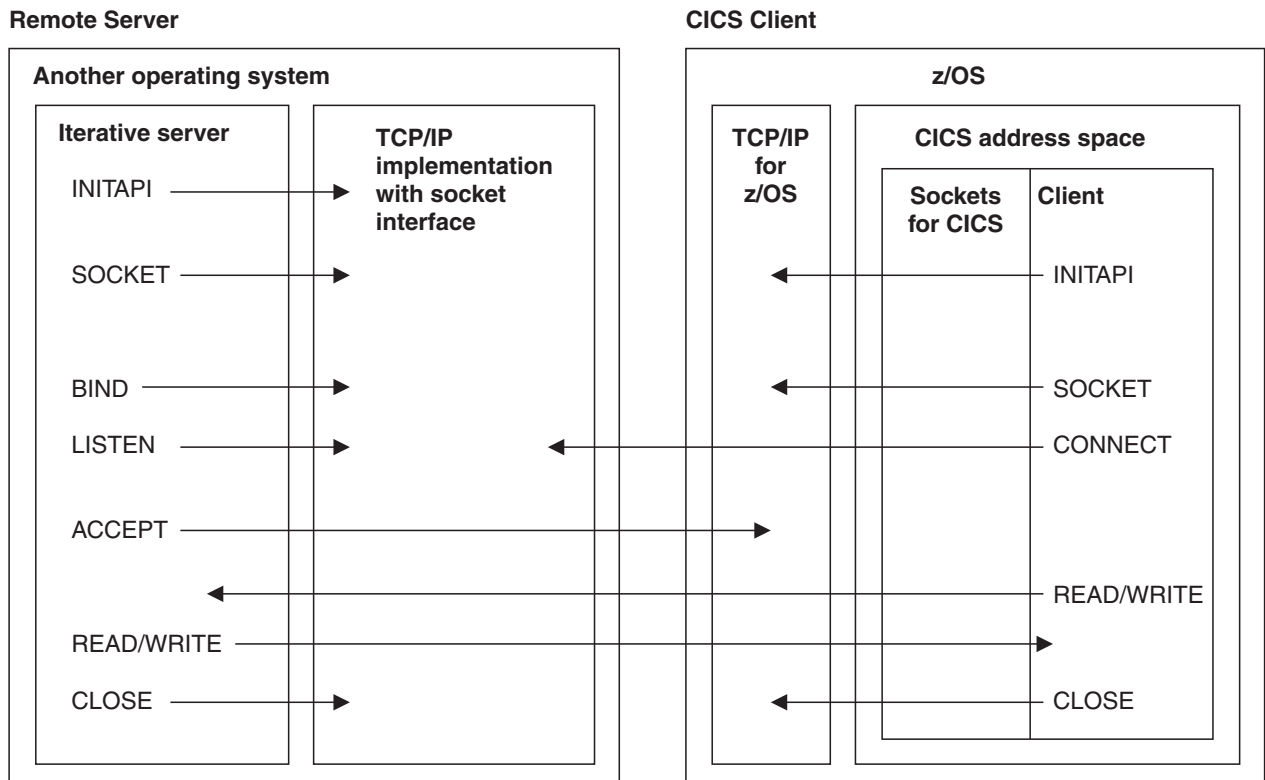 Remote Server
CICS Client
Another operating system
z/OS
Iterative server
TCP/IP
implementation
with socket
interface
TCP/IP
for
z/OS
CICS address space
Sockets
for CICS
Client
INITAPI
SOCKET
INITAPI
BIND
SOCKET
LISTEN
CONNECT
ACCEPT
READ/WRITE
READ/WRITE
CLOSE
CLOSE